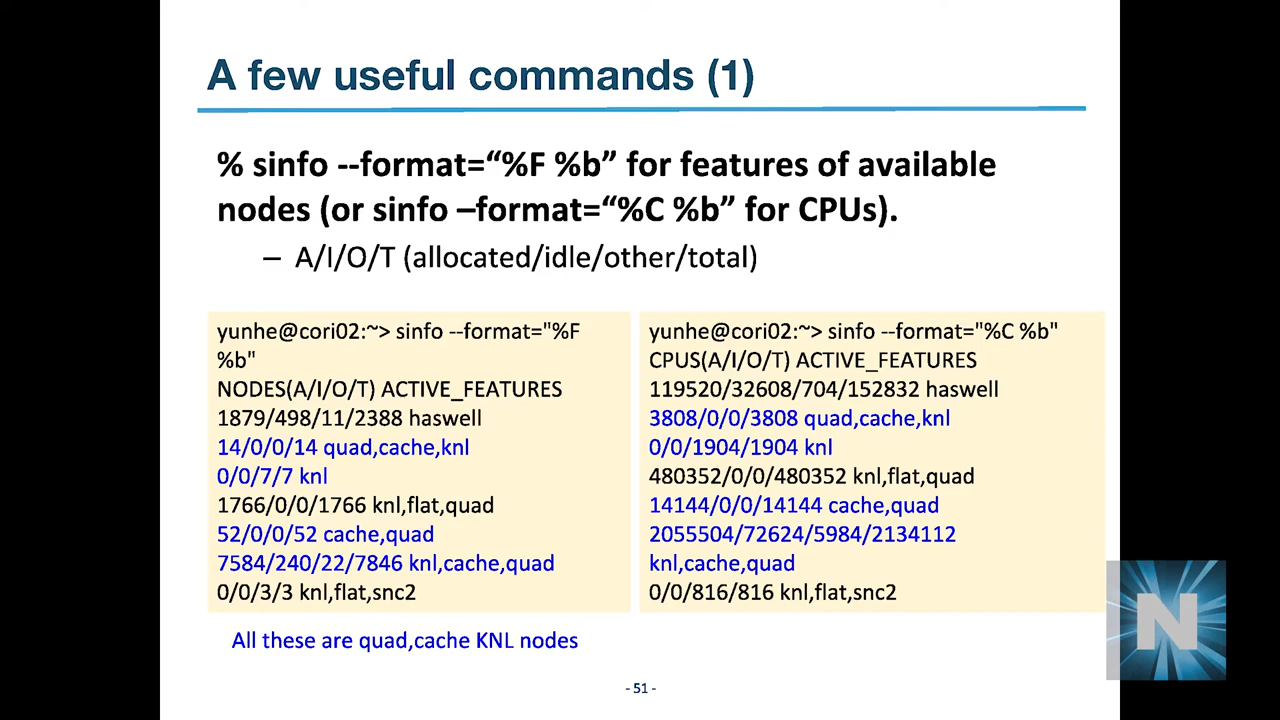 A few useful commands (1)
% sinfo --format=“%F %b” for features of available
nodes (or sinfo –format=“%C %b” for CPUs).
– A/I/O/T (allocated/idle/other/total)
yunhe@cori02:~> sinfo --format="%F
%b"
NODES(A/I/O/T) ACTIVE_FEATURES
1879/498/11/2388 haswell
14/0/0/14 quad,cache,knl
0/0/7/7 knl
1766/0/0/1766 knl,flat,quad
52/0/0/52 cache,quad
7584/240/22/7846 knl,cache,quad
0/0/3/3 knl,flat,snc2
yunhe@cori02:~> sinfo --format="%C %b"
CPUS(A/I/O/T) ACTIVE_FEATURES
119520/32608/704/152832 haswell
3808/0/0/3808 quad,cache,knl
0/0/1904/1904 knl
480352/0/0/480352 knl,flat,quad
14144/0/0/14144 cache,quad
2055504/72624/5984/2134112
knl,cache,quad
0/0/816/816 knl,flat,snc2
All these are quad,cache KNL nodes
- 51 -
N